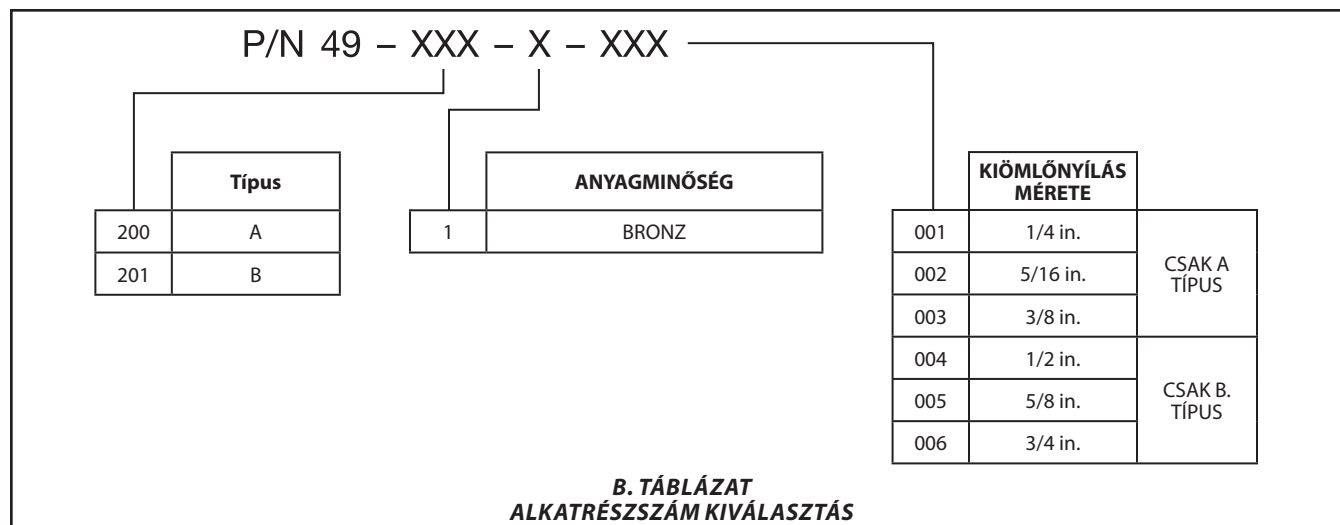 P/N 49 – XXX – X – XXX
Típus
200 A
201 B
ANYAGMINŐSÉG
1 BRONZ
KIÖMLŐNYÍLÁS
MÉRETE
001 1/4 in.
002 5/16 in.
003 3/8 in.
CSAK A
TÍPUS
004 1/2 in.
005 5/8 in.
006 3/4 in.
CSAK B.
TÍPUS
B. TÁBLÁZAT
ALKATRÉSZSZÁM KIVÁLASZTÁS